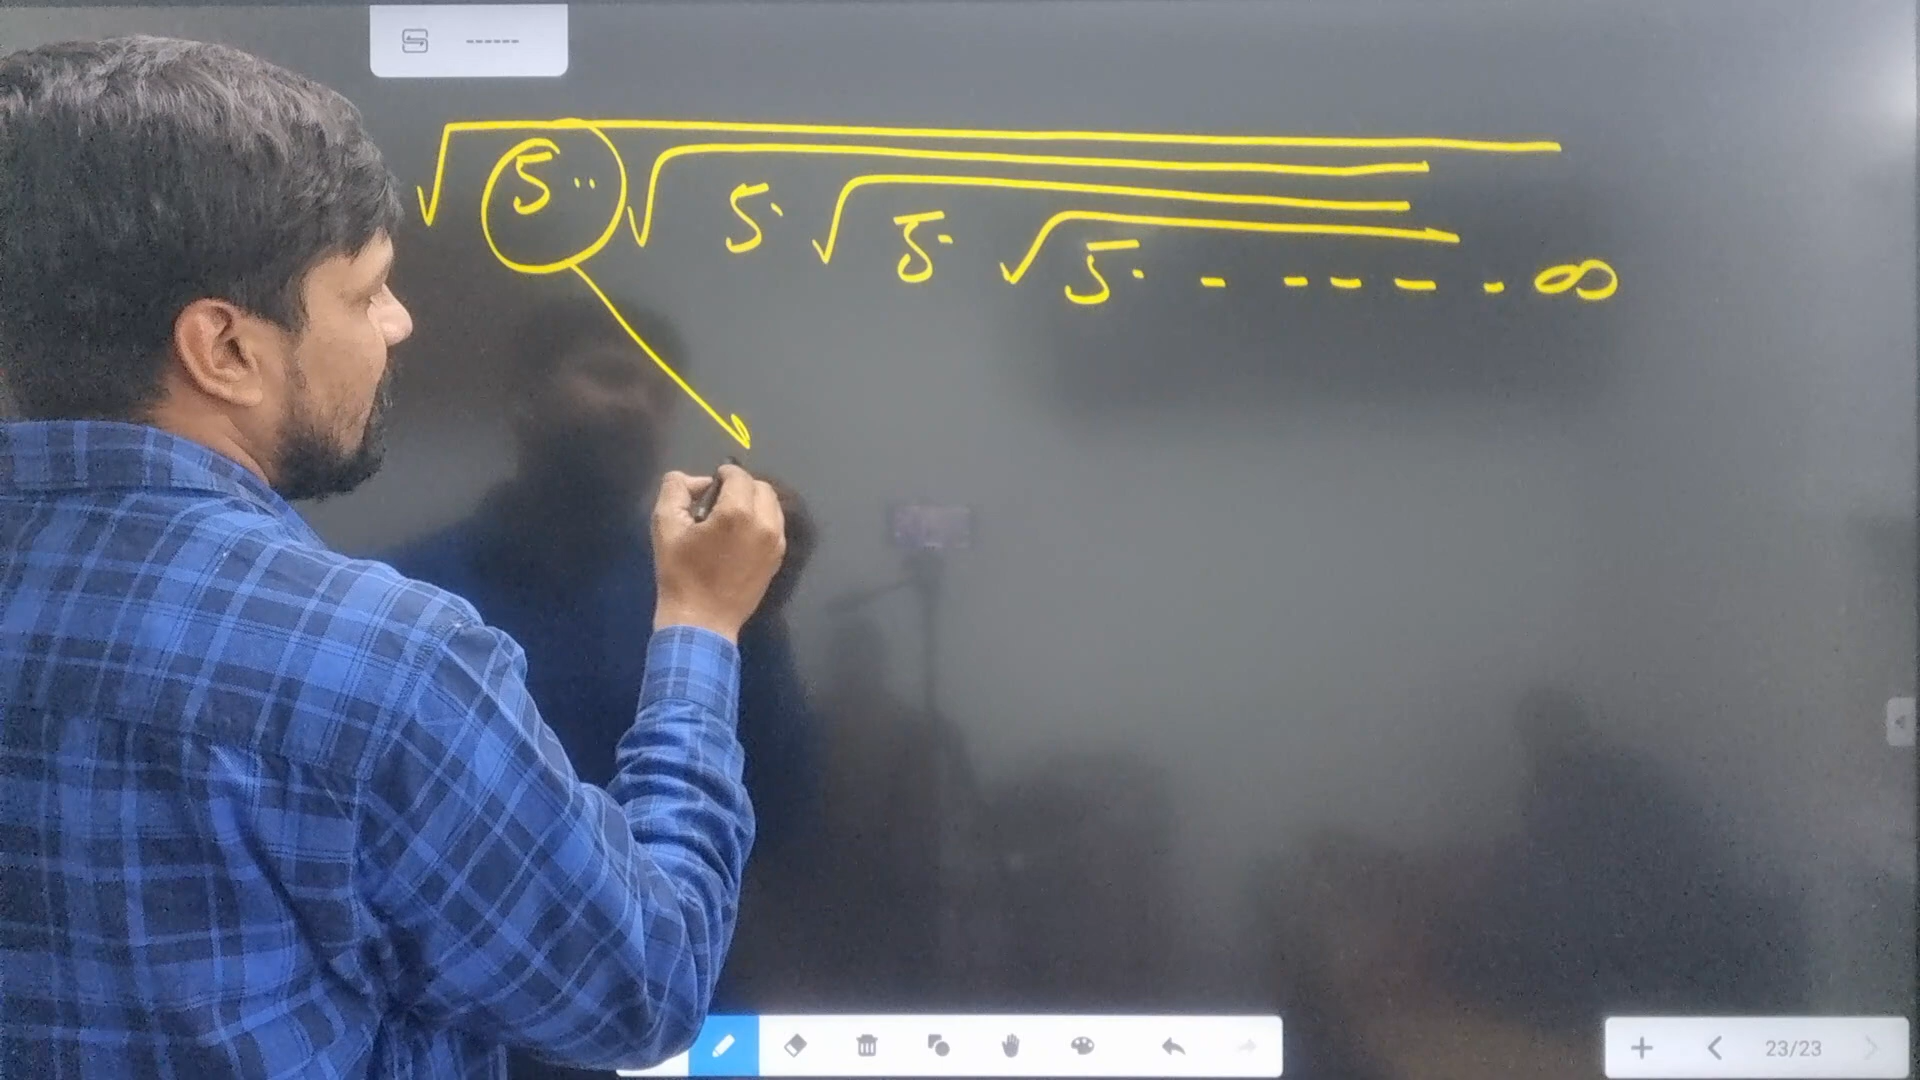 √5··√5·√5·√5· - - - - - ∞
23/23